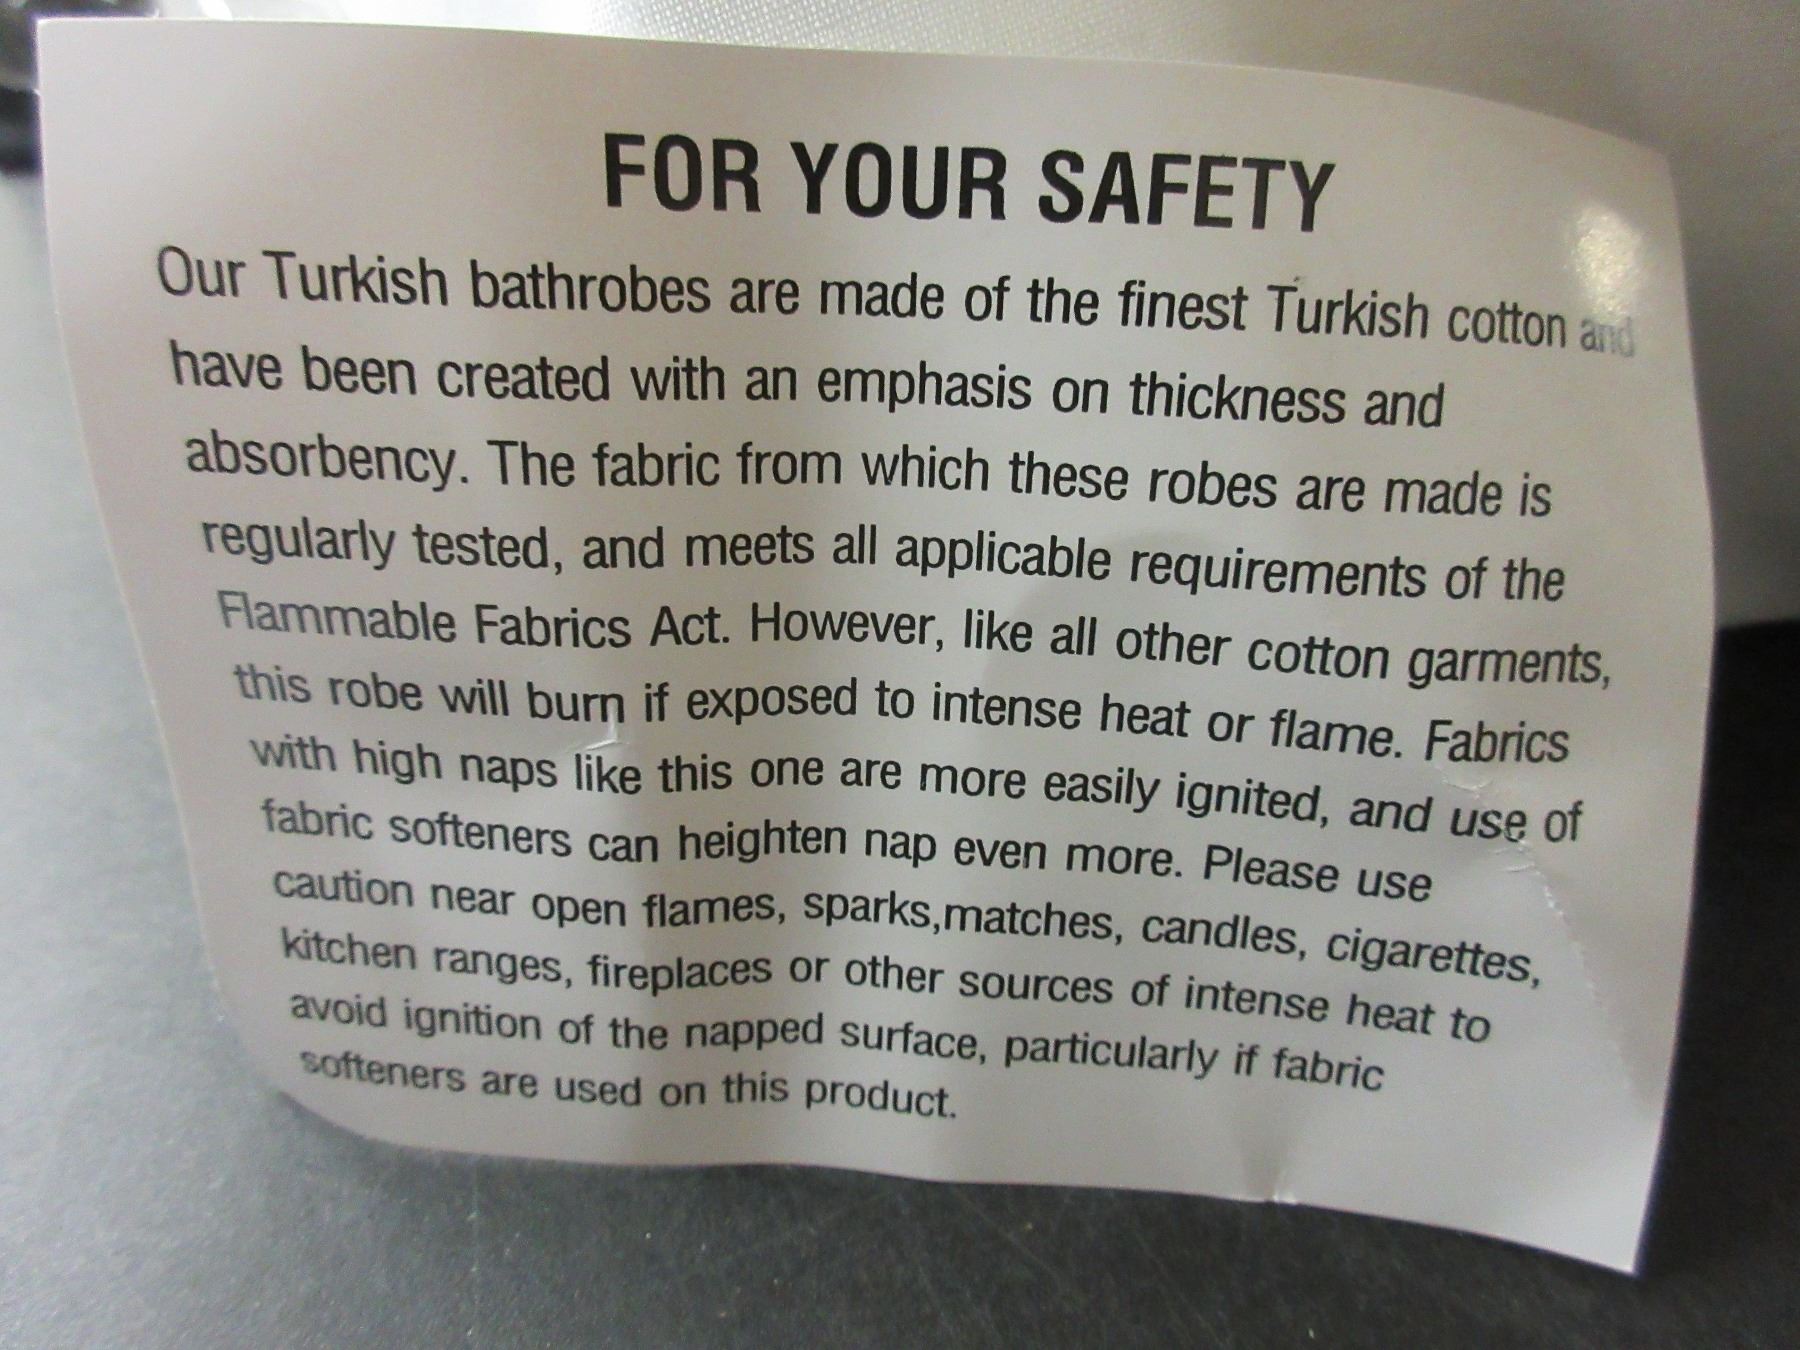 FOR YOUR SAFETY
Our Turkish bathrobes are made of the finest Turkish cotton and
have been created with an emphasis on thickness and
absorbency. The fabric from which these robes are made is
regularly tested, and meets all applicable requirements of the
Flammable Fabrics Act. However, like all other cotton garments,
this robe will burn if exposed to intense heat or flame. Fabrics
with high naps like this one are more easily ignited, and use of
fabric softeners can heighten nap even more. Please use
caution near open flames, sparks,matches, candles, cigarettes,
kitchen ranges, fireplaces or other sources of intense heat to
avoid ignition of the napped surface, particularly if fabric
softeners are used on this product.